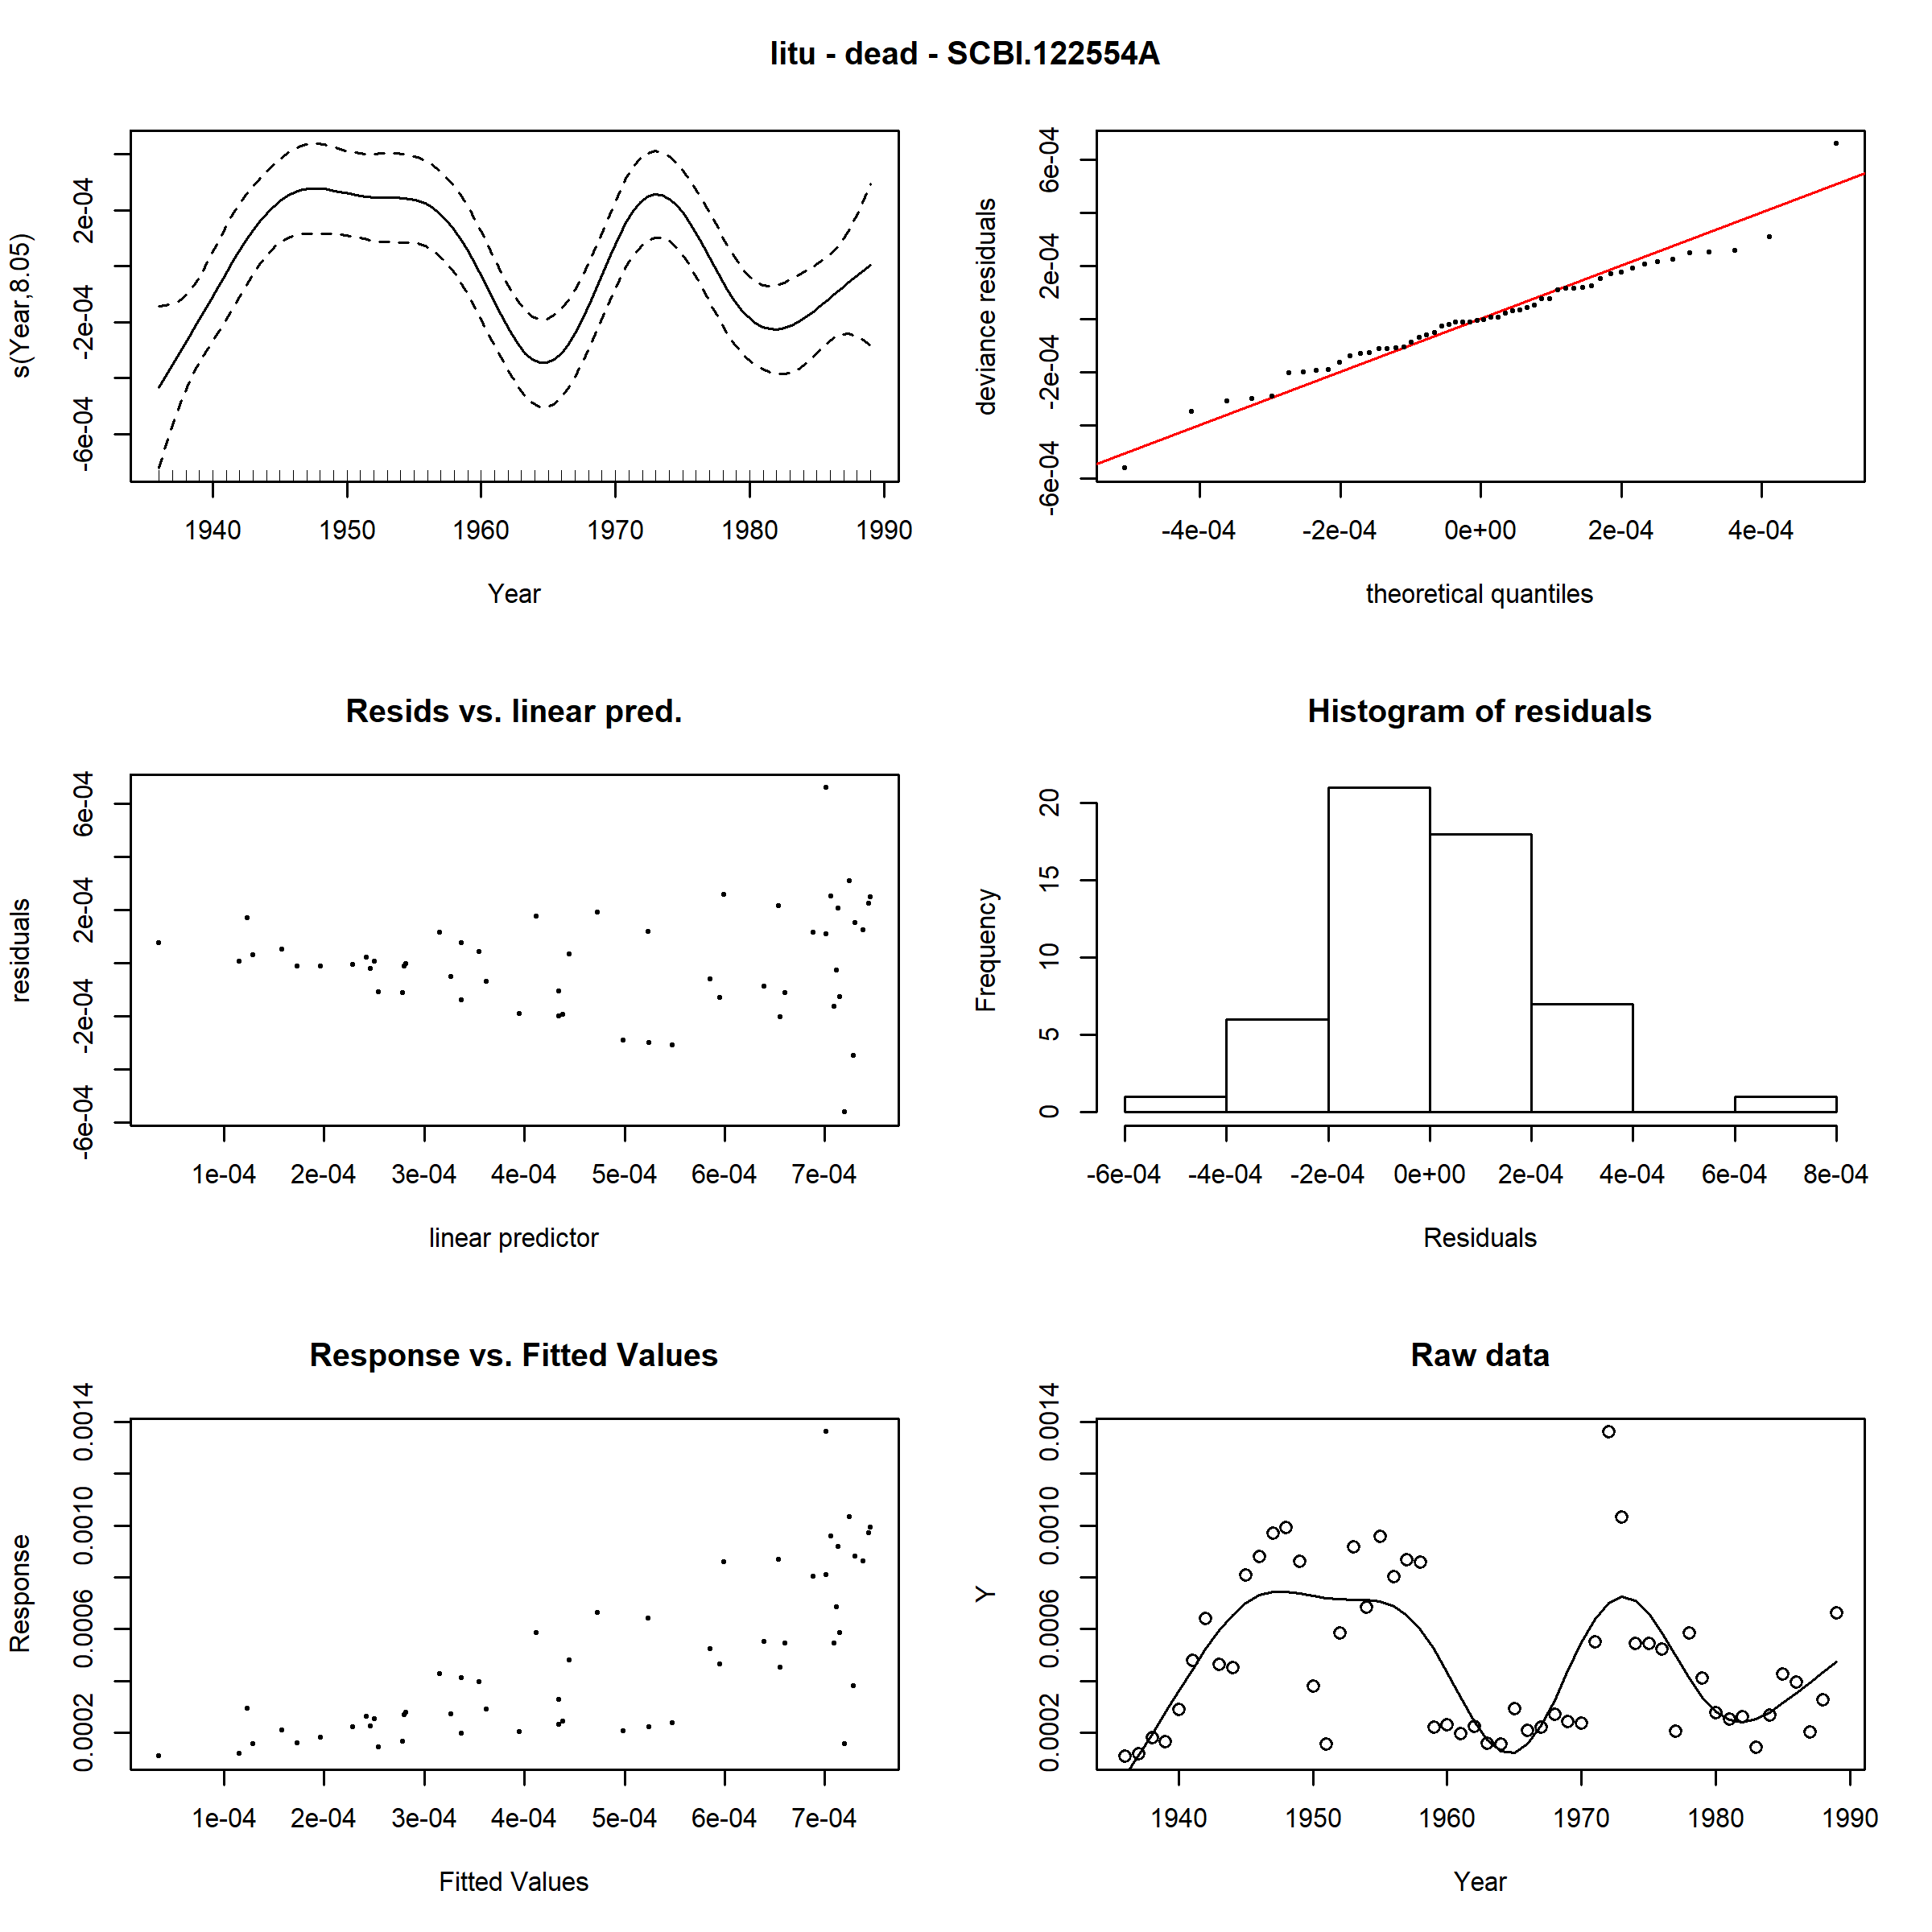 litu - dead - SCBI.122554A
s(Year,8.05)
-6e-04 -2e-04 2e-04
1940 1950 1960 1970 1980 1990
Year
deviance residuals
-6e-04 -2e-04 2e-04 6e-04
-4e-04 -2e-04 0e+00 2e-04 4e-04
theoretical quantiles
Resids vs. linear pred.
residuals
-6e-04 -2e-04 2e-04 6e-04
1e-04 2e-04 3e-04 4e-04 5e-04 6e-04 7e-04
linear predictor
Histogram of residuals
Frequency
0 5 10 15 20
-6e-04 -4e-04 -2e-04 0e+00 2e-04 4e-04 6e-04 8e-04
Residuals
Response vs. Fitted Values
Response
0.0002 0.0006 0.0010 0.0014
1e-04 2e-04 3e-04 4e-04 5e-04 6e-04 7e-04
Fitted Values
Raw data
Y
0.0002 0.0006 0.0010 0.0014
1940 1950 1960 1970 1980 1990
Year